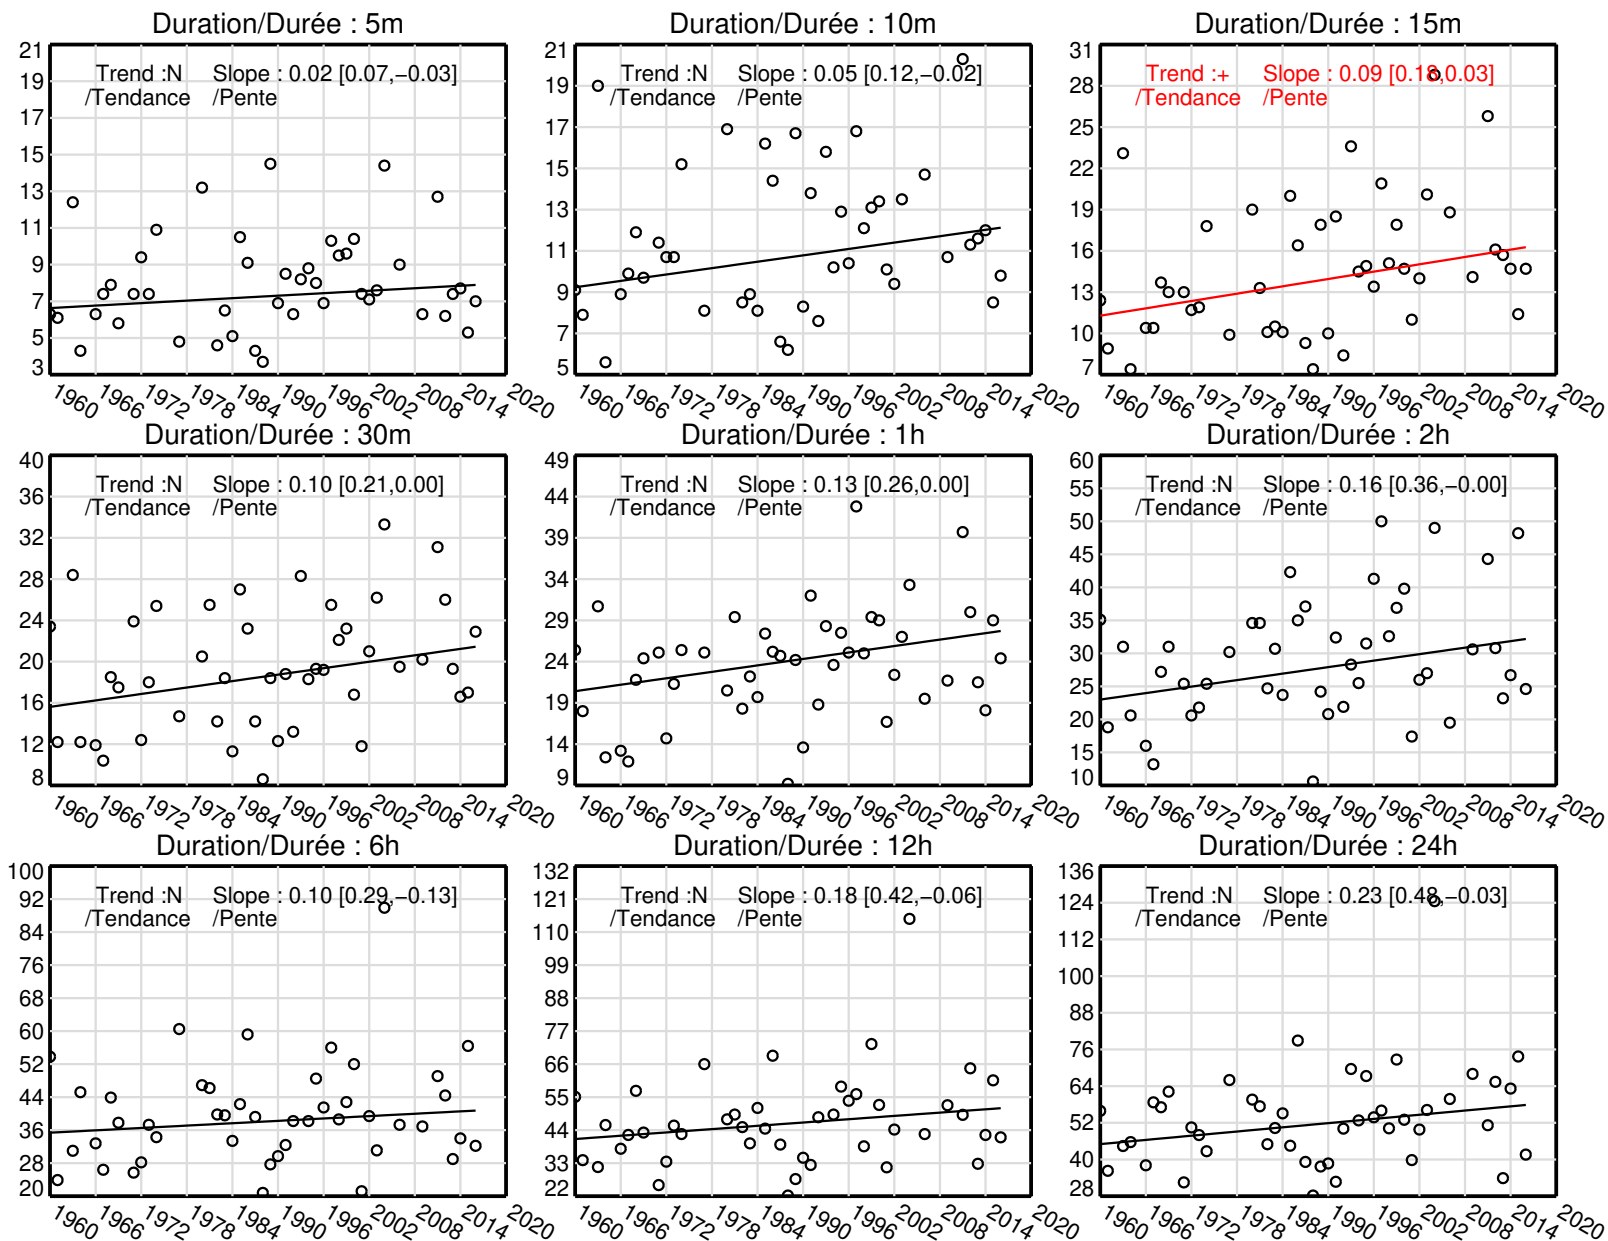 Duration/Durée : 5m
Trend :N Slope : 0.02 [0.07,−0.03]
/Tendance /Pente
21
19
17
15
13
11
9
7
5
3
1960 1966 1972 1978 1984 1990 1996 2002 2008 2014 2020
Duration/Durée : 10m
Trend :N Slope : 0.05 [0.12,−0.02]
/Tendance /Pente
21
19
17
15
13
11
9
7
5
1960 1966 1972 1978 1984 1990 1996 2002 2008 2014 2020
Duration/Durée : 15m
Trend :+ Slope : 0.09 [0.18,0.03]
/Tendance /Pente
31
28
25
22
19
16
13
10
7
1960 1966 1972 1978 1984 1990 1996 2002 2008 2014 2020
Duration/Durée : 30m
Trend :N Slope : 0.10 [0.21,0.00]
/Tendance /Pente
40
36
32
28
24
20
16
12
8
1960 1966 1972 1978 1984 1990 1996 2002 2008 2014 2020
Duration/Durée : 1h
Trend :N Slope : 0.13 [0.26,0.00]
/Tendance /Pente
49
44
39
34
29
24
19
14
9
1960 1966 1972 1978 1984 1990 1996 2002 2008 2014 2020
Duration/Durée : 2h
Trend :N Slope : 0.16 [0.36,−0.00]
/Tendance /Pente
60
55
50
45
40
35
30
25
20
15
10
1960 1966 1972 1978 1984 1990 1996 2002 2008 2014 2020
Duration/Durée : 6h
Trend :N Slope : 0.10 [0.29,−0.13]
/Tendance /Pente
100
92
84
76
68
60
52
44
36
28
20
1960 1966 1972 1978 1984 1990 1996 2002 2008 2014 2020
Duration/Durée : 12h
Trend :N Slope : 0.18 [0.42,−0.06]
/Tendance /Pente
132
121
110
99
88
77
66
55
44
33
22
1960 1966 1972 1978 1984 1990 1996 2002 2008 2014 2020
Duration/Durée : 24h
Trend :N Slope : 0.23 [0.48,−0.03]
/Tendance /Pente
136
124
112
100
88
76
64
52
40
28
1960 1966 1972 1978 1984 1990 1996 2002 2008 2014 2020